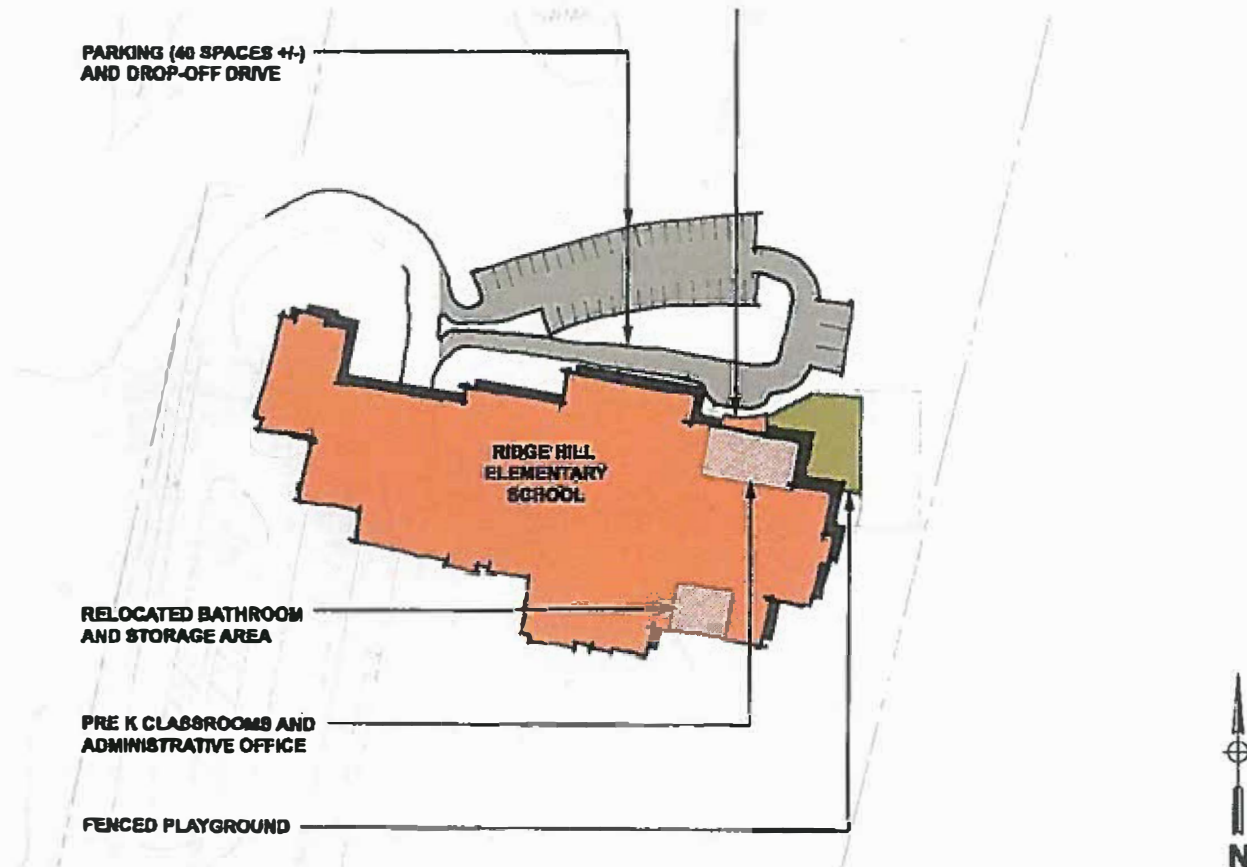 PARKING (40 SPACES +/-)
AND DROP-OFF DRIVE
RIDGE HILL
ELEMENTARY
SCHOOL
RELOCATED BATHROOM
AND STORAGE AREA
PRE K CLASSROOMS AND
ADMINISTRATIVE OFFICE
FENCED PLAYGROUND
N